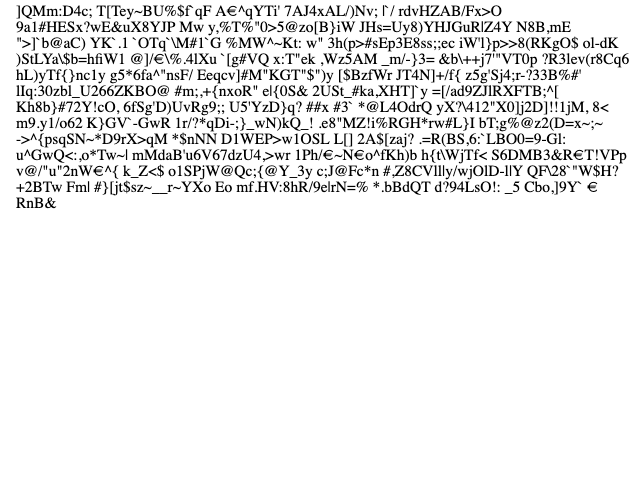 ]QMm:D4c; T[Tey~BU%$f`qF A€^qYTi' 7AJ4xAL/)Nv; |`/ rdvHZAB/Fx>O
9a1#HESx?wE&uX8YJP Mw y,%T%"0>5@zo[B}iW JHs=Uy8)YHJGuR|Z4Y N8B,mE
">]`b@aC) YK`.1 `OTq`\M#1`G %MW^~Kt: w" 3h(p>#sEp3E8ss;;ec iW'l}p>>8(RKgO$ ol-dK
)StLYa\$b=hfiW1 @]/€\%.4lXu `[g#VQ x:T"ek ,Wz5AM _m/-}3= &b\++j7'"VT0p ?R3lev(r8Cq6
hL)yTf{}nc1y g5*6fa^"nsF/ Eeqcv]#M"KGT"$")y [$BzfWr JT4N]+/f{ z5g'Sj4;r-?33B%#'
lIq:30zbl_U266ZKBO@ #m;,+{nxoR" e|{0S& 2USt_#ka,XHT]`y =[/ad9ZJlRXFTB;^[
Kh8b}#72Y!cO, 6fSg'D)UvRg9;; U5'YzD}q? ##x #3` *@L4OdrQ yX?\412"X0]j2D]!!1jM, 8<
m9.y1/o62 K}GV`-GwR 1r/?*qDi-;}_wN)kQ_! .e8"MZ!i%RGH*rw#L}I bT;g%@z2(D=x~;~
->^{psqSN~*D9rX>qM *$nNN D1WEP>w1OSL L[] 2A$[zaj? .=R(BS,6:`LBO0=9-Gl:
u^GwQ<:,o*Tw~| mMdaB'u6V67dzU4,>wr 1Ph/€~N€o^fKh)b h{t\WjTf< S6DMB3&R€T!VPp
v@/"u"2nW€^{ k_Z<$ o1SPjW@Qc;{@Y_3y c;J@Fc*n #,Z8CVll|y/wjOlD-l|Y QF\28`"W$H?
+2BTw Fm| #}[jt$sz~__r~YXo Eo mf.HV:8hR/9e|rN=% *.bBdQT d?94LsO!: _5 Cbo,]9Y` €
RnB&